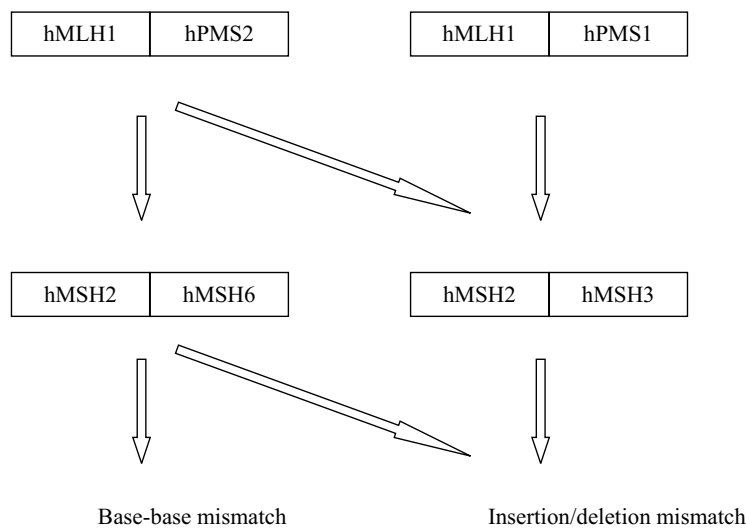 hMLH1 hPMS2 hMLH1 hPMS1
hMSH2 hMSH6 hMSH2 hMSH3
Base-base mismatch Insertion/deletion mismatch